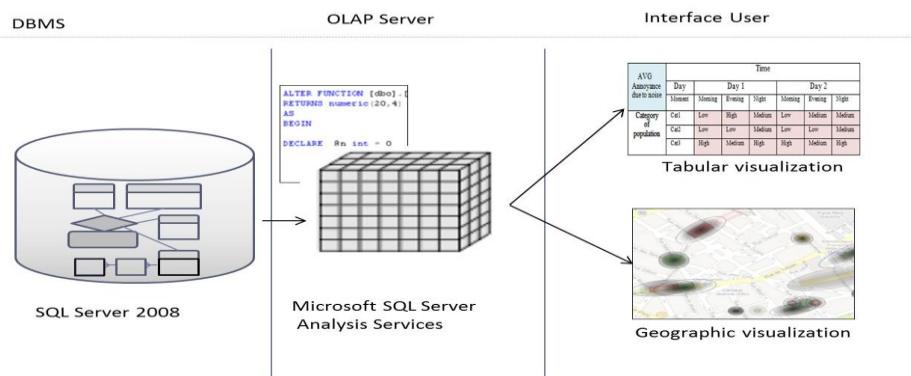 DBMS
OLAP Server
Interface User
ALTER FUNCTION [dbo].[
RETURNS numeric(20,4)
AS
BEGIN
DECLARE @n int = 0
AVG Annoyance due to noise
Time
Day Day 1 Day 2
Moment Morning Evening Night Morning Evening Night
Category of population
Cat1 Low High Medium Low Medium Medium
Cat2 Low Low Medium Low Low Medium
Cat3 High Medium High High Medium High
Tabular visualization
SQL Server 2008
Microsoft SQL Server
Analysis Services
Geographic visualization